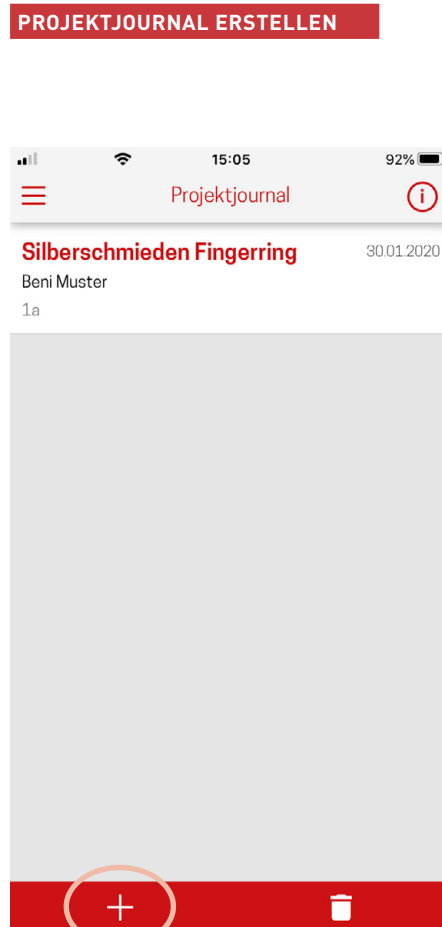 PROJEKTJOURNAL ERSTELLEN
15:05
92%
Projektjournal
Silberschmieden Fingerring
30.01.2020
Beni Muster
1a